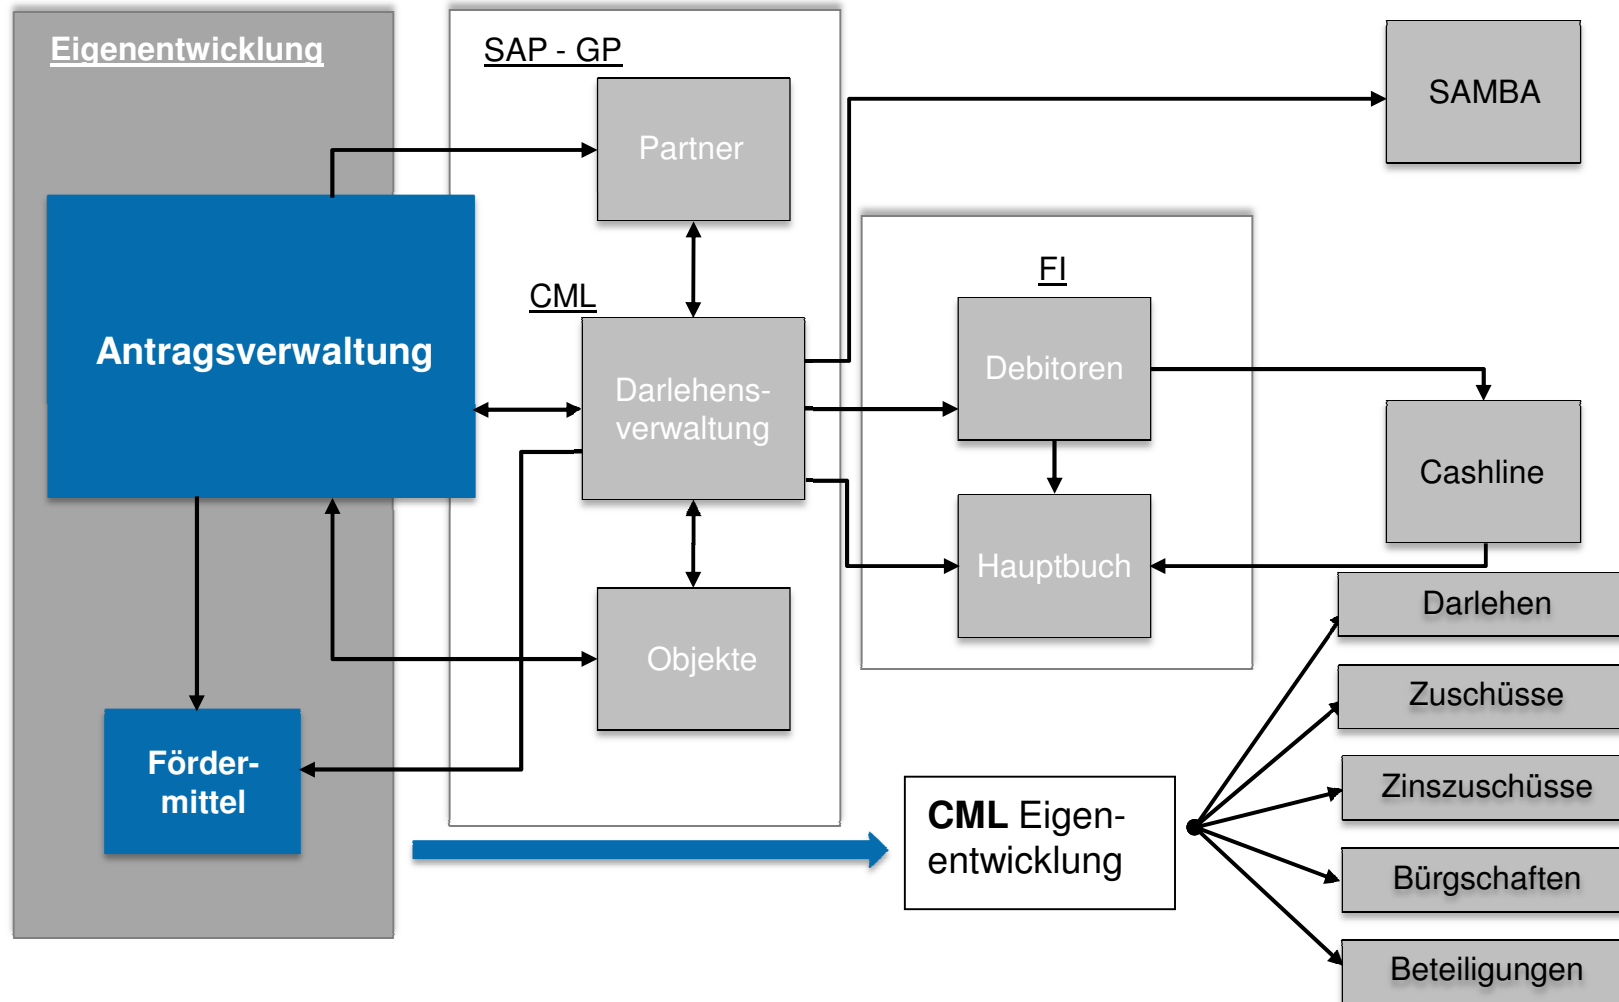 Eigenentwicklung
SAP - GP
SAMBA
Partner
FI
CML
Antragsverwaltung
Darlehens-
verwaltung
Debitoren
Cashline
Hauptbuch
Objekte
Förder-
mittel
CML Eigen-
entwicklung
Darlehen
Zuschüsse
Zinszuschüsse
Bürgschaften
Beteiligungen